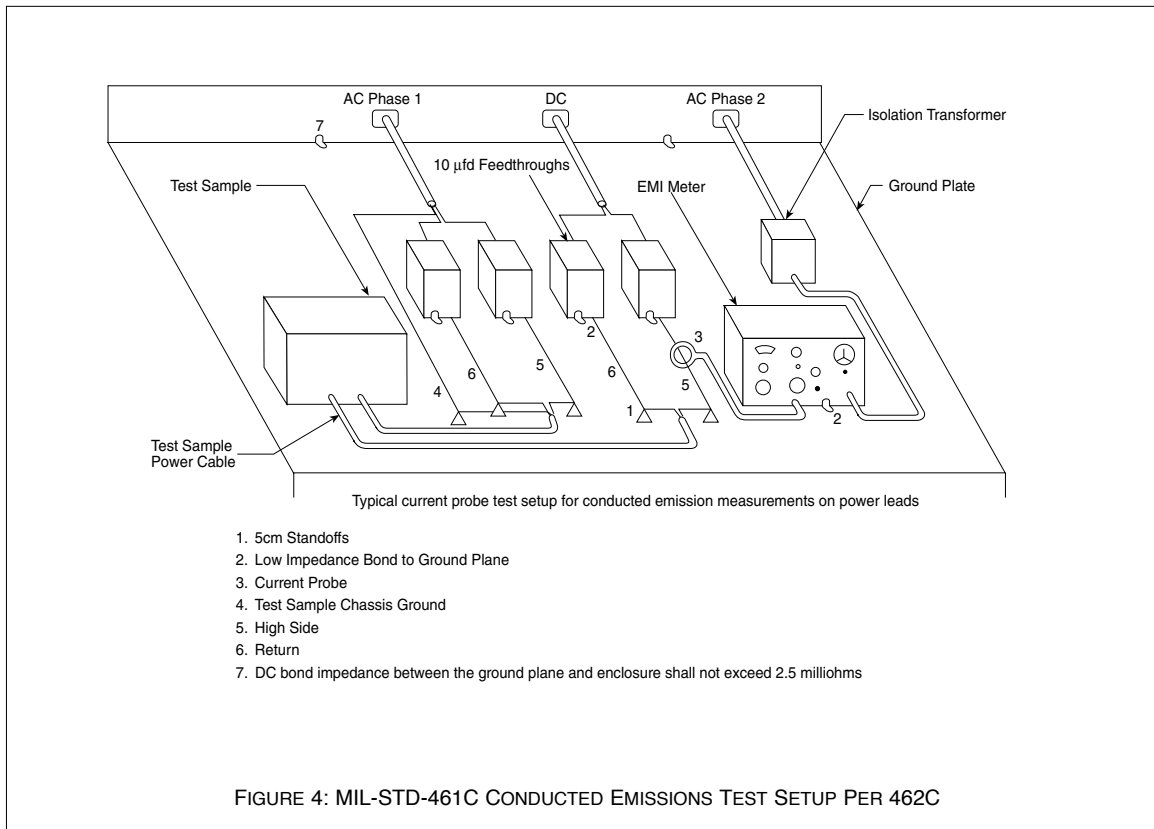 AC Phase 1
DC
AC Phase 2
Isolation Transformer
7
10 μfd Feedthroughs
Test Sample
EMI Meter
Ground Plate
2
3
6
5
6
5
4
1
2
Test Sample
Power Cable
Typical current probe test setup for conducted emission measurements on power leads
1. 5cm Standoffs
2. Low Impedance Bond to Ground Plane
3. Current Probe
4. Test Sample Chassis Ground
5. High Side
6. Return
7. DC bond impedance between the ground plane and enclosure shall not exceed 2.5 milliohms
FIGURE 4: MIL-STD-461C CONDUCTED EMISSIONS TEST SETUP PER 462C